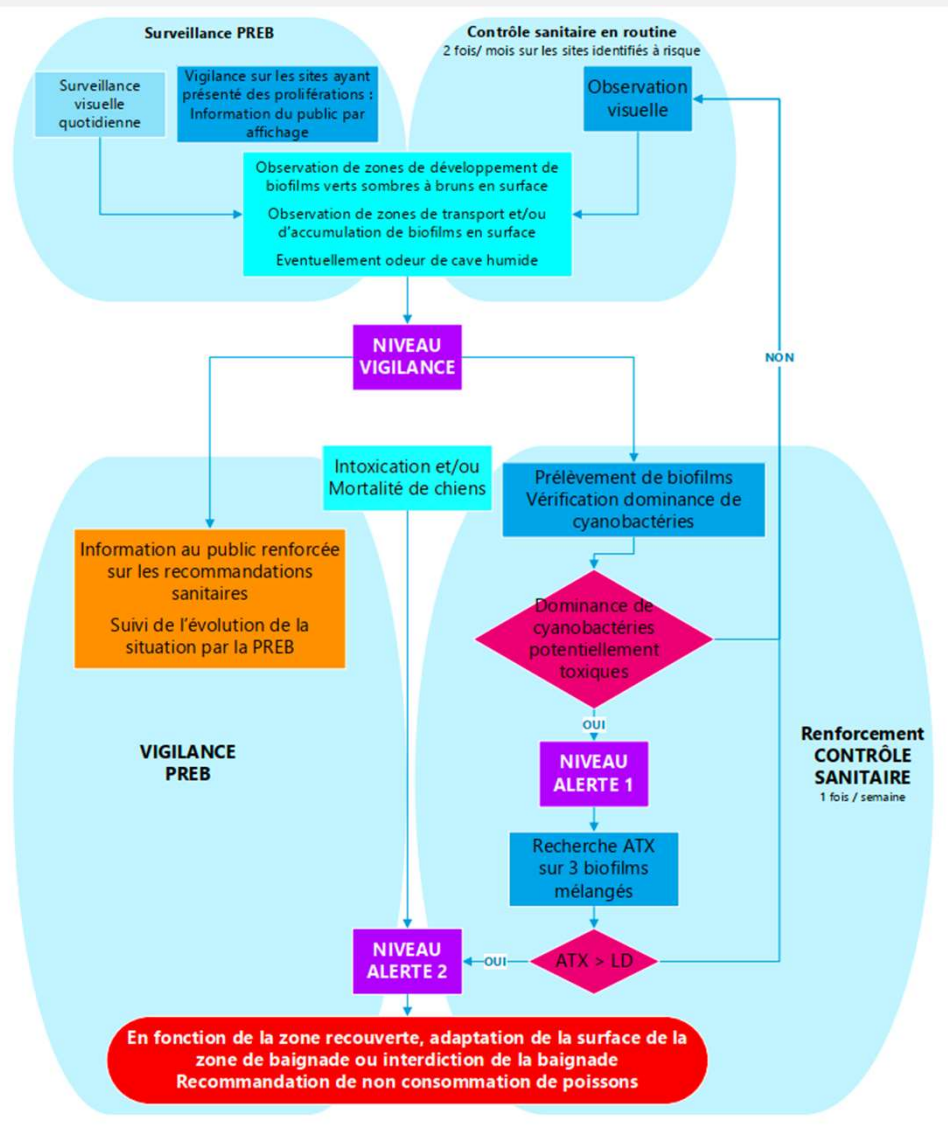 Surveillance PREB
Contrôle sanitaire en routine
2 fois/ mois sur les sites identifiés à risque
Surveillance
visuelle
quotidienne
Vigilance sur les sites ayant
présenté des proliférations :
Information du public par
affichage
Observation
visuelle
Observation de zones de développement de
biofilms verts sombres à bruns en surface
Observation de zones de transport et/ou
d’accumulation de biofilms en surface
Eventuellement odeur de cave humide
NIVEAU
VIGILANCE
NON
Intoxication et/ou
Mortalité de chiens
Prélèvement de biofilms
Vérification dominance de
cyanobactéries
Information au public renforcée
sur les recommandations
sanitaires
Suivi de l’évolution de la
situation par la PREB
Dominance de
cyanobactéries
potentiellement
toxiques
OUI
VIGILANCE
PREB
NIVEAU
ALERTE 1
Renforcement
CONTRÔLE
SANITAIRE
1 fois / semaine
Recherche ATX
sur 3 biofilms
mélangés
NIVEAU
ALERTE 2
OUI
ATX > LD
En fonction de la zone recouverte, adaptation de la surface de la
zone de baignade ou interdiction de la baignade
Recommandation de non consommation de poissons